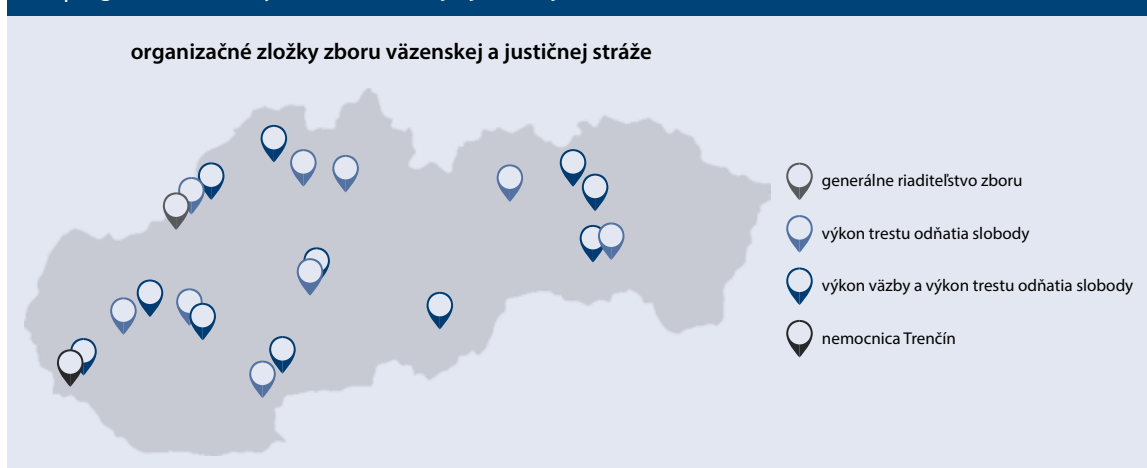 organizačné zložky zboru väzenskej a justičnej stráže
generálne riaditeľstvo zboru
výkon trestu odňatia slobody
výkon väzby a výkon trestu odňatia slobody
nemocnica Trenčín